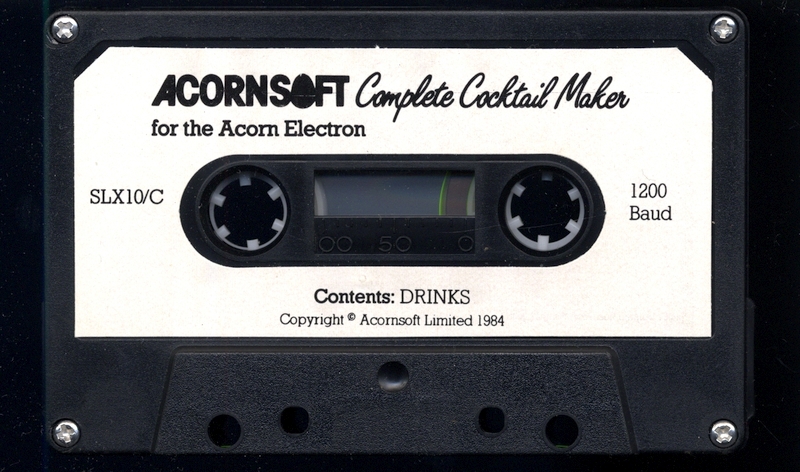 ACORNSOFT Complete Cocktail Maker
for the Acorn Electron
SLX10/C
1200
Baud
00 50 0
Contents: DRINKS
Copyright © Acornsoft Limited 1984